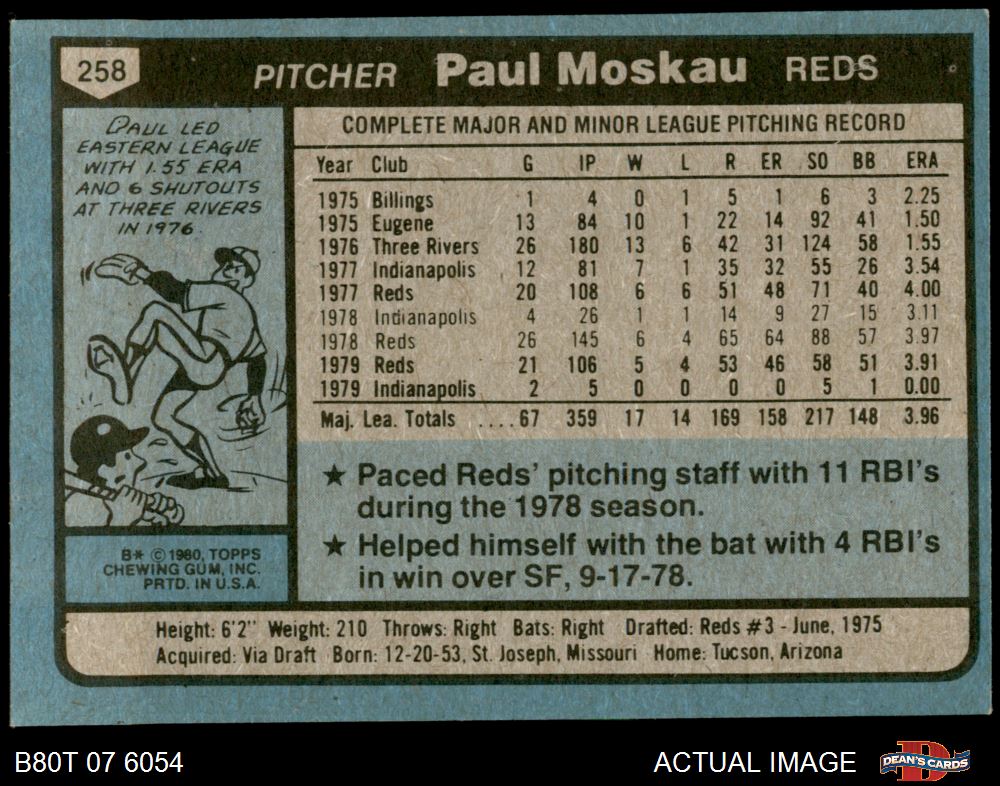 258
PITCHER Paul Moskau REDS
PAUL LED
EASTERN LEAGUE
WITH 1.55 ERA
AND 6 SHUTOUTS
AT THREE RIVERS
IN 1976.
B* © 1980, TOPPS
CHEWING GUM, INC.
PRTD. IN U.S.A.
COMPLETE MAJOR AND MINOR LEAGUE PITCHING RECORD
Year Club G IP W L R ER SO BB ERA
1975 Billings 1 4 0 1 5 1 6 3 2.25
1975 Eugene 13 84 10 1 22 14 92 41 1.50
1976 Three Rivers 26 180 13 6 42 31 124 58 1.55
1977 Indianapolis 12 81 7 1 35 32 55 26 3.54
1977 Reds 20 108 6 6 51 48 71 40 4.00
1978 Indianapolis 4 26 1 1 14 9 27 15 3.11
1978 Reds 26 145 6 4 65 64 88 57 3.97
1979 Reds 21 106 5 4 53 46 58 51 3.91
1979 Indianapolis 2 5 0 0 0 0 5 1 0.00
Maj. Lea. Totals ....67 359 17 14 169 158 217 148 3.96
★ Paced Reds' pitching staff with 11 RBI's
during the 1978 season.
★ Helped himself with the bat with 4 RBI's
in win over SF, 9-17-78.
Height: 6'2" Weight: 210 Throws: Right Bats: Right Drafted: Reds #3 - June, 1975
Acquired: Via Draft Born: 12-20-53, St. Joseph, Missouri Home: Tucson, Arizona
B80T 07 6054 ACTUAL IMAGE DEAN'S CARDS